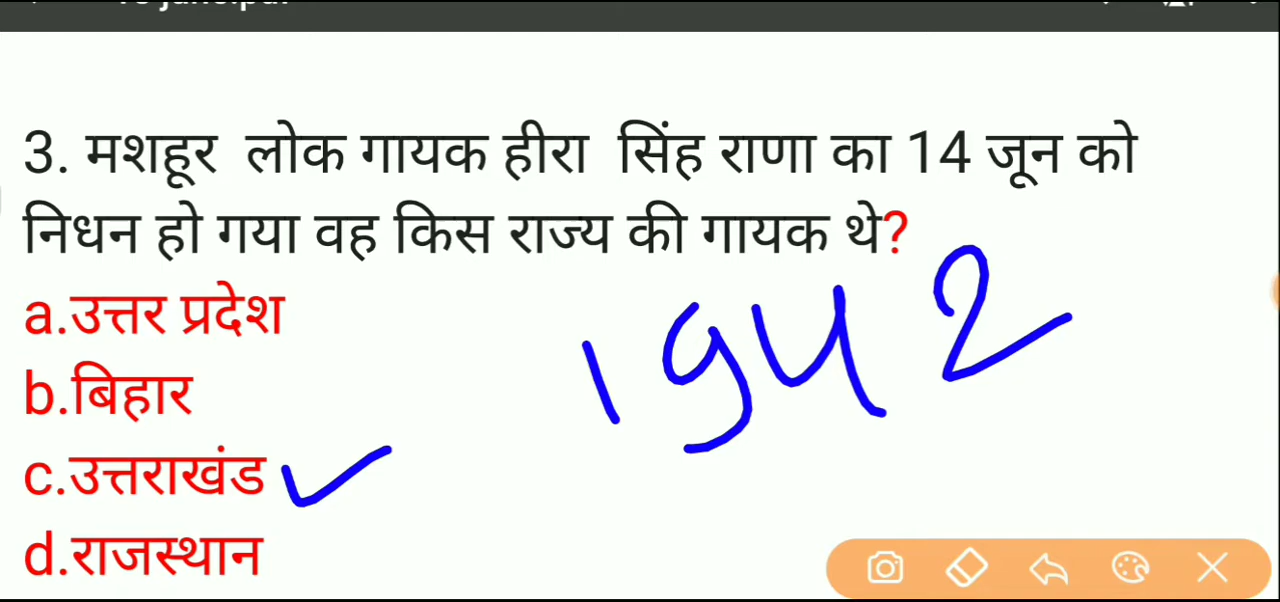 3. मशहूर लोक गायक हीरा सिंह राणा का 14 जून को
निधन हो गया वह किस राज्य की गायक थे?
a.उत्तर प्रदेश
b.बिहार
c.उत्तराखंड
d.राजस्थान
1942